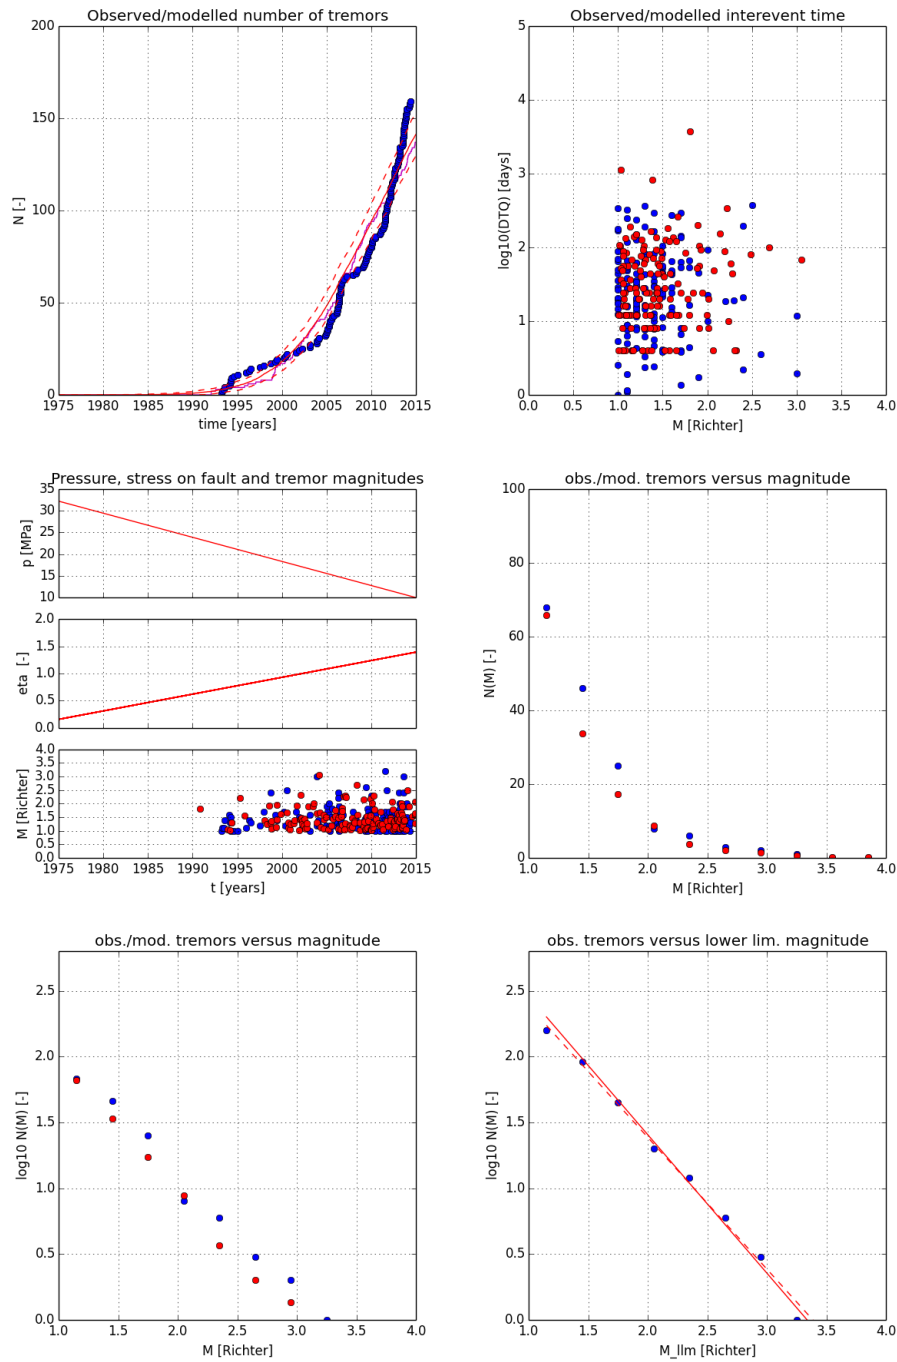 Observed/modelled number of tremors
200
150
100
50
0
N [-]
1975 1980 1985 1990 1995 2000 2005 2010 2015
time [years]
Observed/modelled interevent time
5
4
3
2
1
0
log10(DTQ) [days]
0.0 0.5 1.0 1.5 2.0 2.5 3.0 3.5 4.0
M [Richter]
Pressure, stress on fault and tremor magnitudes
35
30
25
20
15
10
p [MPa]
2.0
1.5
1.0
0.5
0.0
eta [-]
4.0
3.5
3.0
2.5
2.0
1.5
1.0
0.5
0.0
M [Richter]
1975 1980 1985 1990 1995 2000 2005 2010 2015
t [years]
obs./mod. tremors versus magnitude
100
80
60
40
20
0
N(M) [-]
1.0 1.5 2.0 2.5 3.0 3.5 4.0
M [Richter]
obs./mod. tremors versus magnitude
2.5
2.0
1.5
1.0
0.5
0.0
log10 N(M) [-]
1.0 1.5 2.0 2.5 3.0 3.5 4.0
M [Richter]
obs. tremors versus lower lim. magnitude
2.5
2.0
1.5
1.0
0.5
0.0
log10 N(M) [-]
1.0 1.5 2.0 2.5 3.0 3.5 4.0
M_llm [Richter]